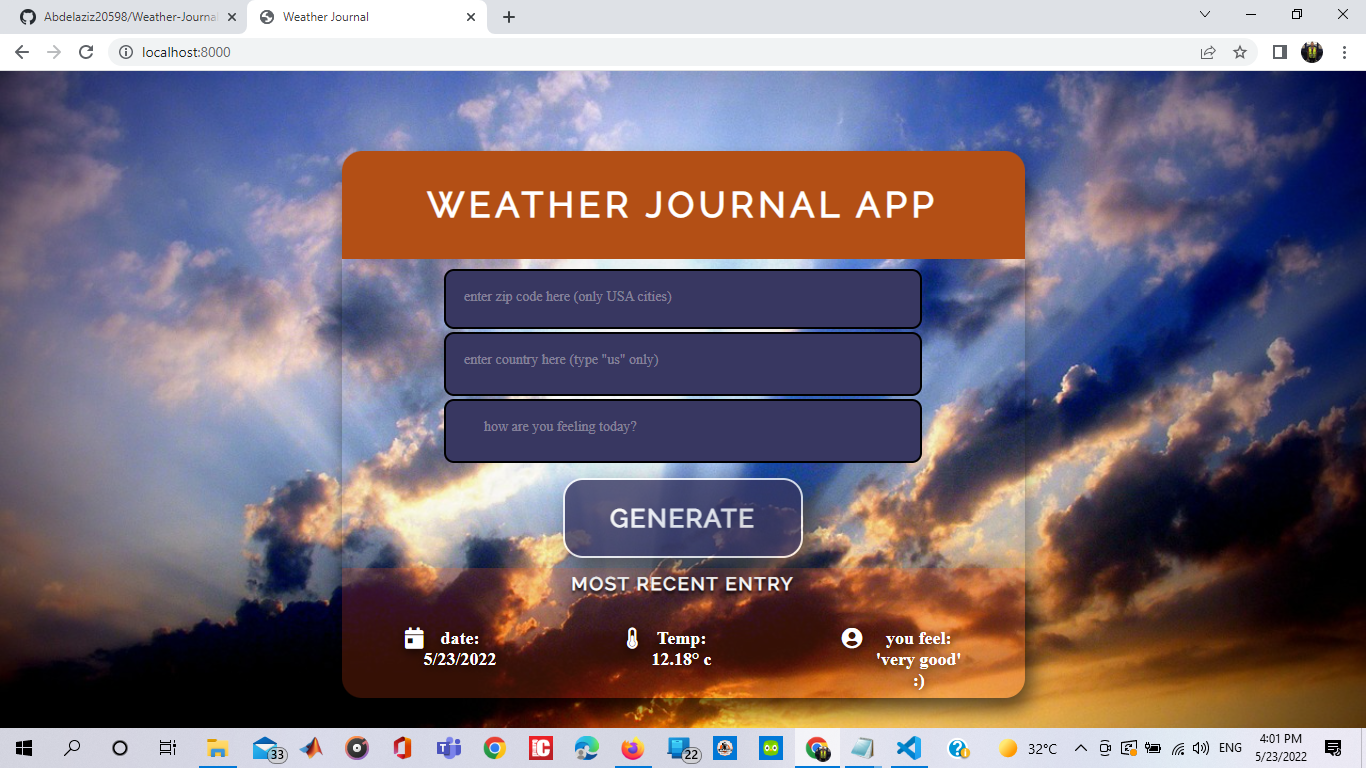 Abdelaziz20598/Weather-Journal
Weather Journal
localhost:8000
WEATHER JOURNAL APP
enter zip code here (only USA cities)
enter country here (type "us" only)
how are you feeling today?
GENERATE
MOST RECENT ENTRY
date:
5/23/2022
Temp:
12.18° c
you feel:
'very good'
:)
33
22
32°C
ENG
4:01 PM
5/23/2022
3